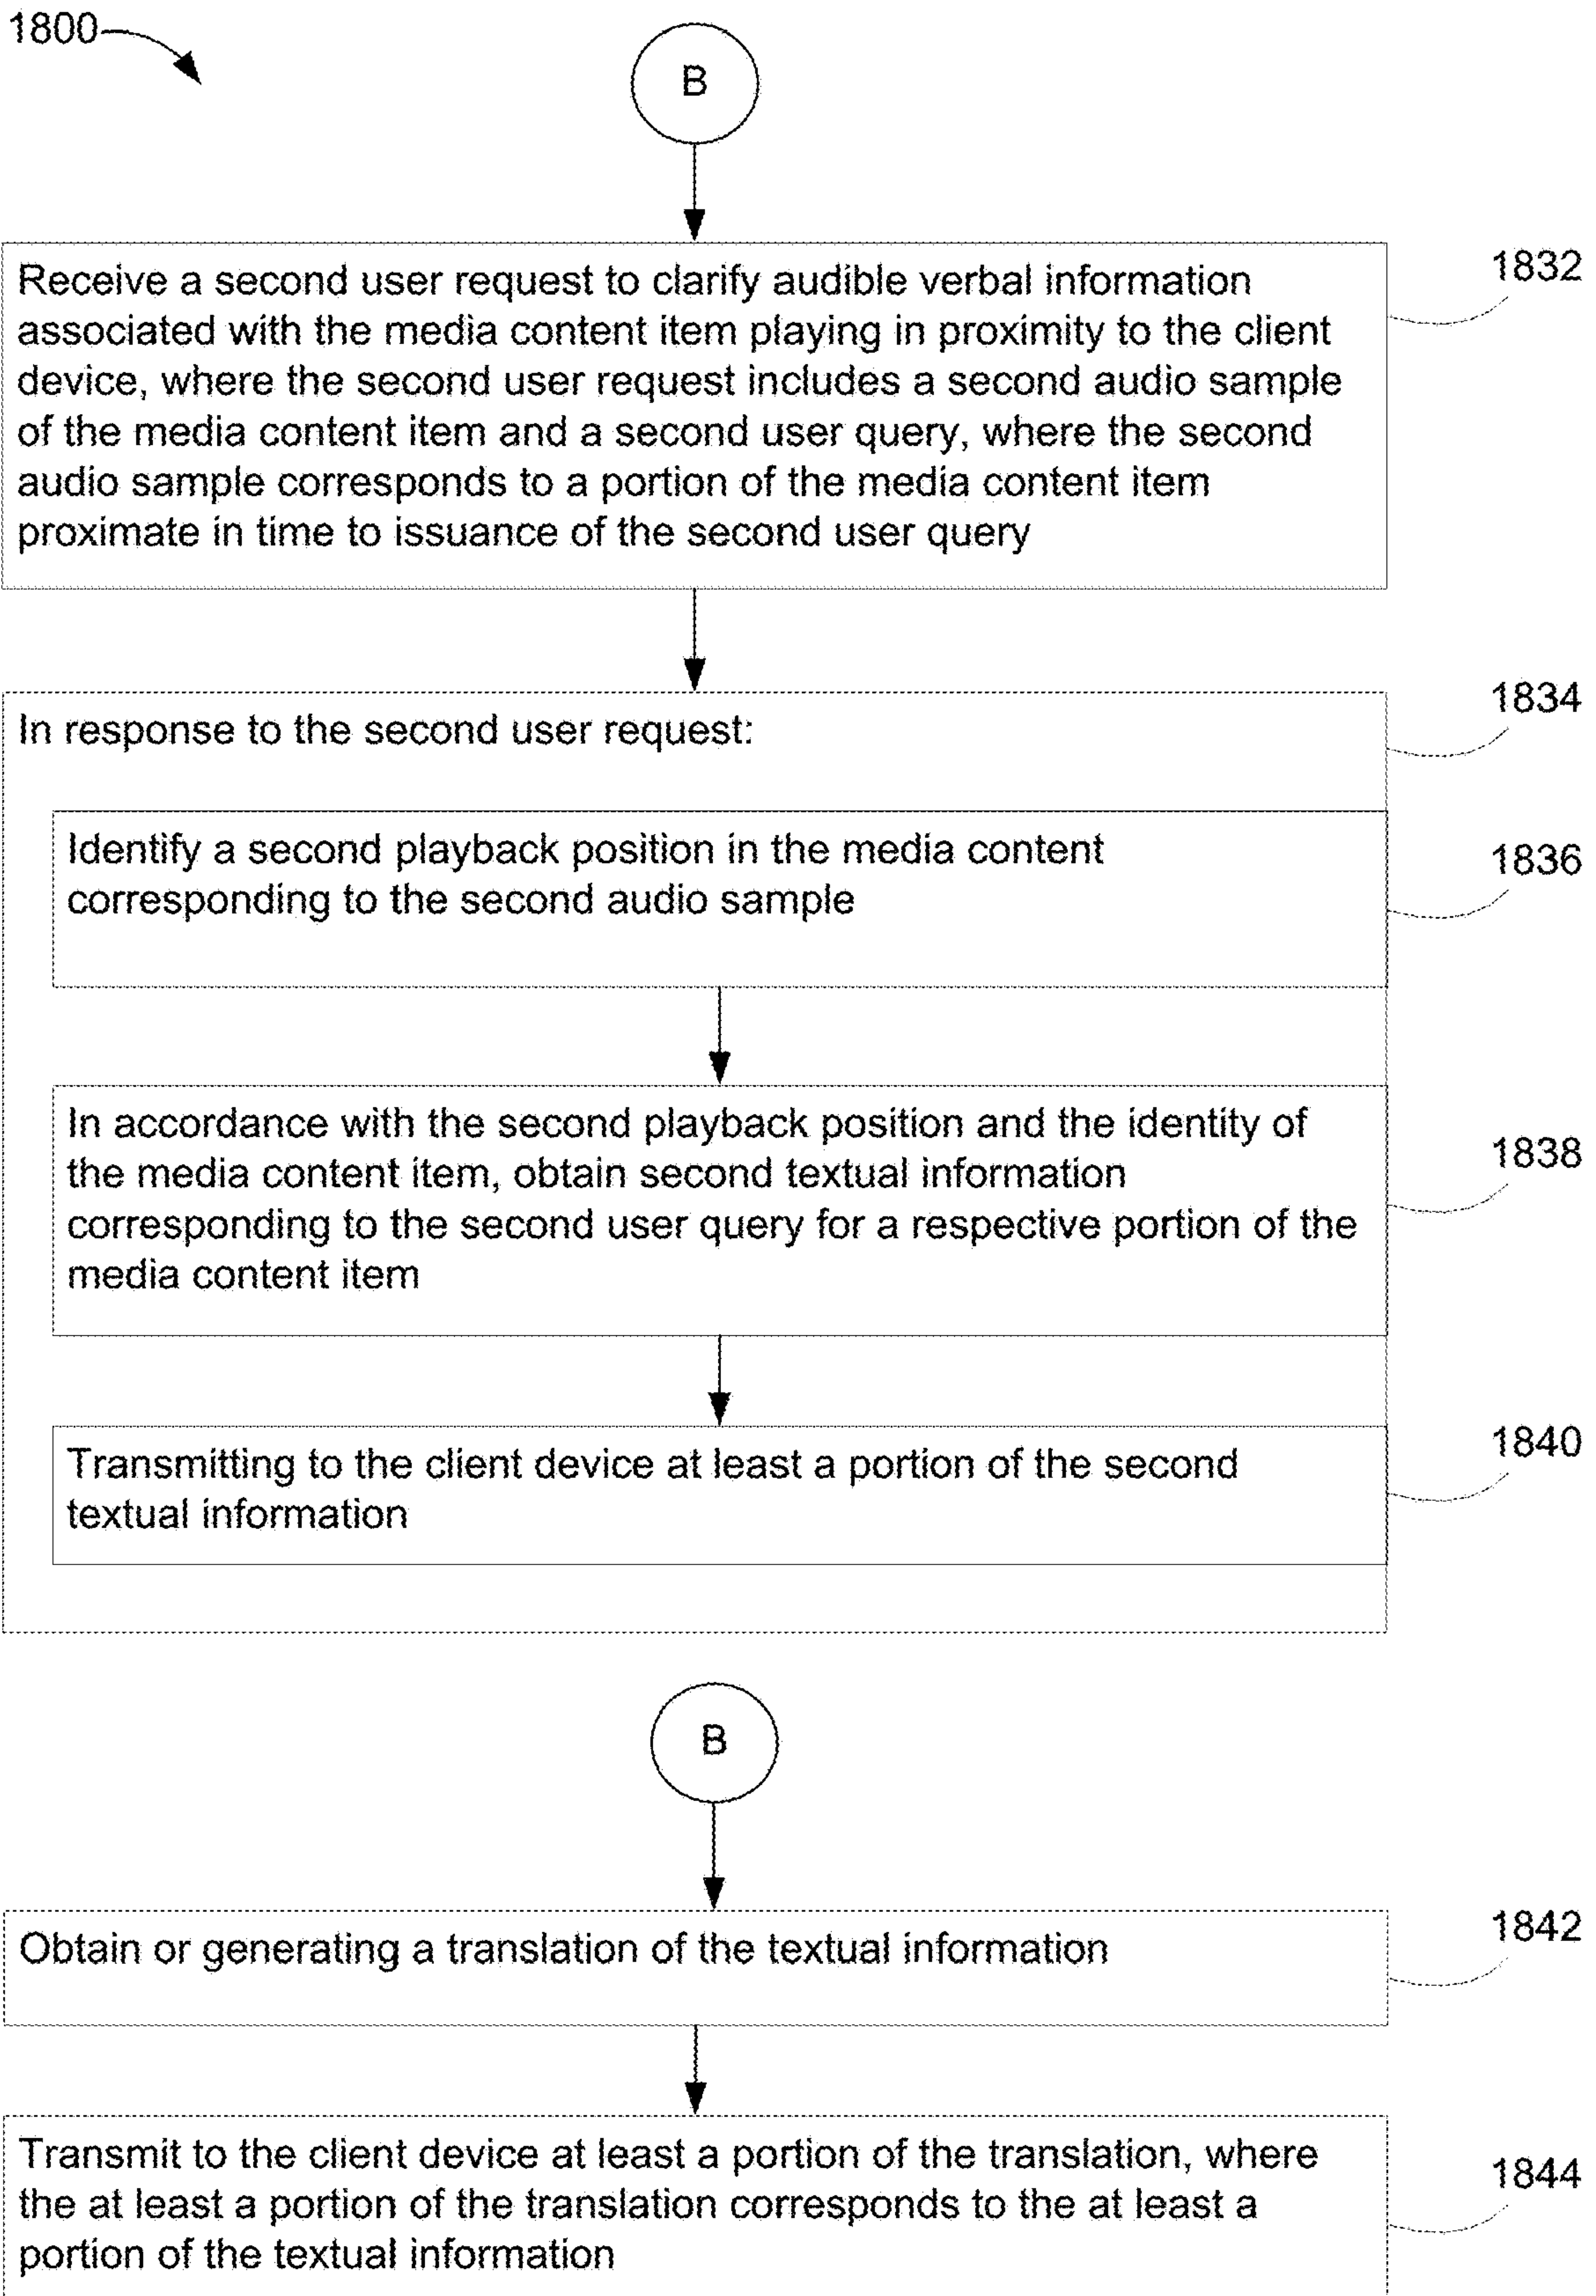 1800
B
Receive a second user request to clarify audible verbal information
associated with the media content item playing in proximity to the client
device, where the second user request includes a second audio sample
of the media content item and a second user query, where the second
audio sample corresponds to a portion of the media content item
proximate in time to issuance of the second user query
1832
In response to the second user request:
1834
Identify a second playback position in the media content
corresponding to the second audio sample
1836
In accordance with the second playback position and the identity of
the media content item, obtain second textual information
corresponding to the second user query for a respective portion of the
media content item
1838
Transmitting to the client device at least a portion of the second
textual information
1840
B
Obtain or generating a translation of the textual information
1842
Transmit to the client device at least a portion of the translation, where
the at least a portion of the translation corresponds to the at least a
portion of the textual information
1844